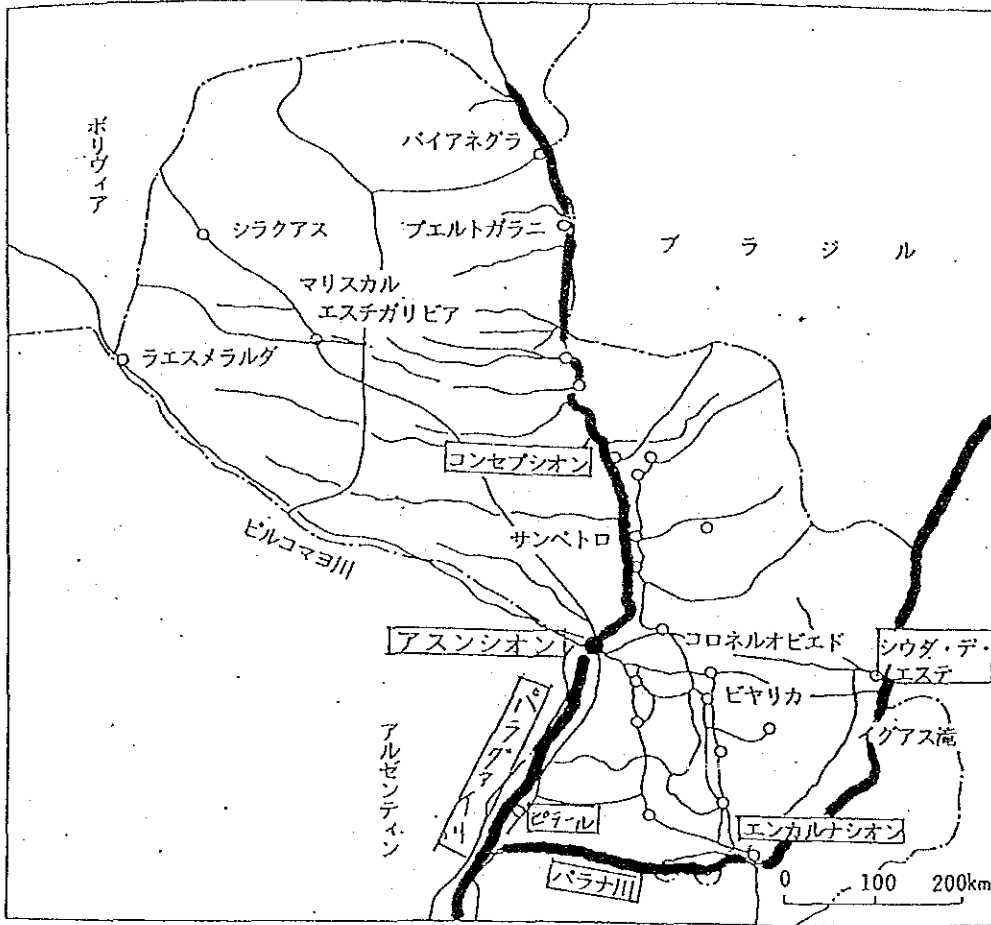 バイアネグラ
ボリヴィア
シラクアス
プエルトガラニ
ブラジル
マリスカル
エスチガリビア
ラエスメラルダ
コンセプシオン
サンペトロ
ピルコマヨ川
アスンシオン
コロネルオビエド
シウダ・デ・
エステ
ビヤリカ
パラグァイ川
イグアス滝
アルゼンティン
ピラール
エンカルナシオン
パラナ川
0 100 200km